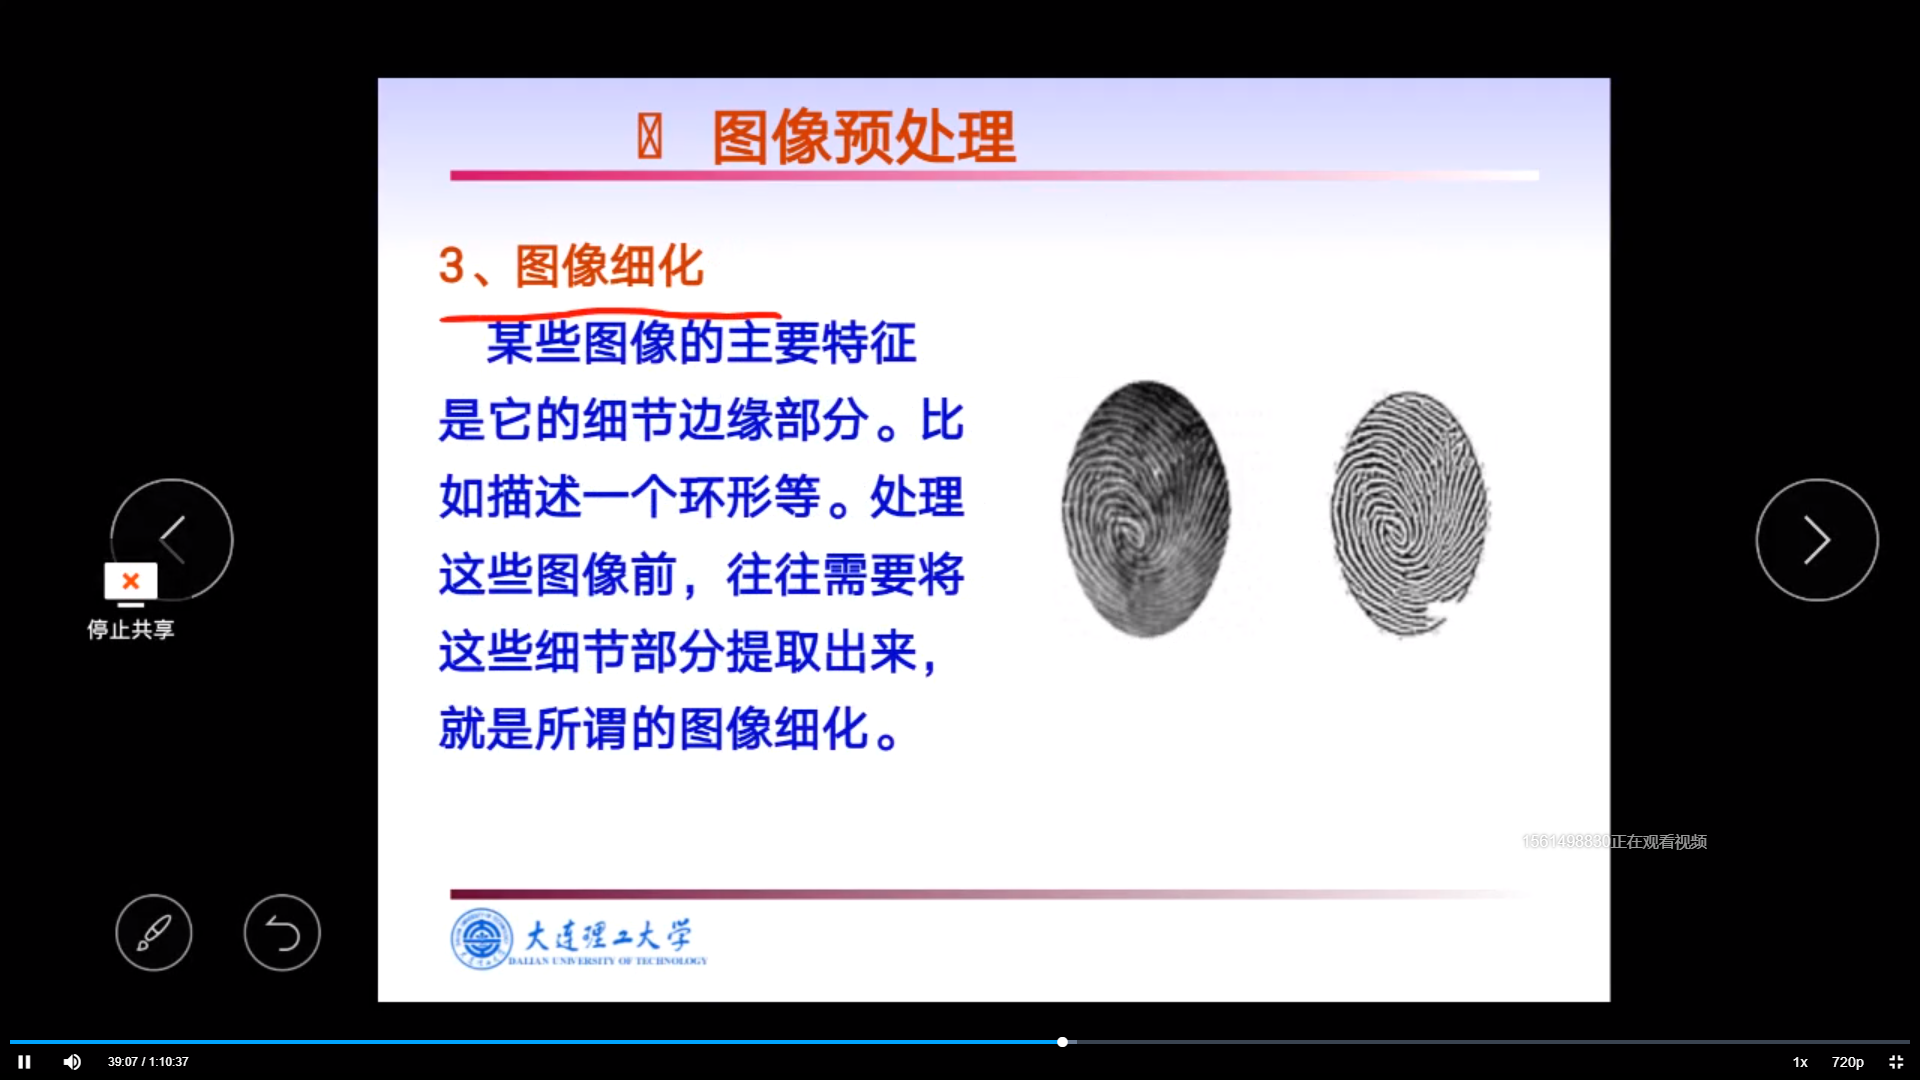 图像预处理
3、图像细化
某些图像的主要特征
是它的细节边缘部分。比
如描述一个环形等。处理
这些图像前，往往需要将
这些细节部分提取出来，
就是所谓的图像细化。
停止共享
1561498830正在观看视频
大连理工大学
DALIAN UNIVERSITY OF TECHNOLOGY
39:07 / 1:10:37
1x
720p